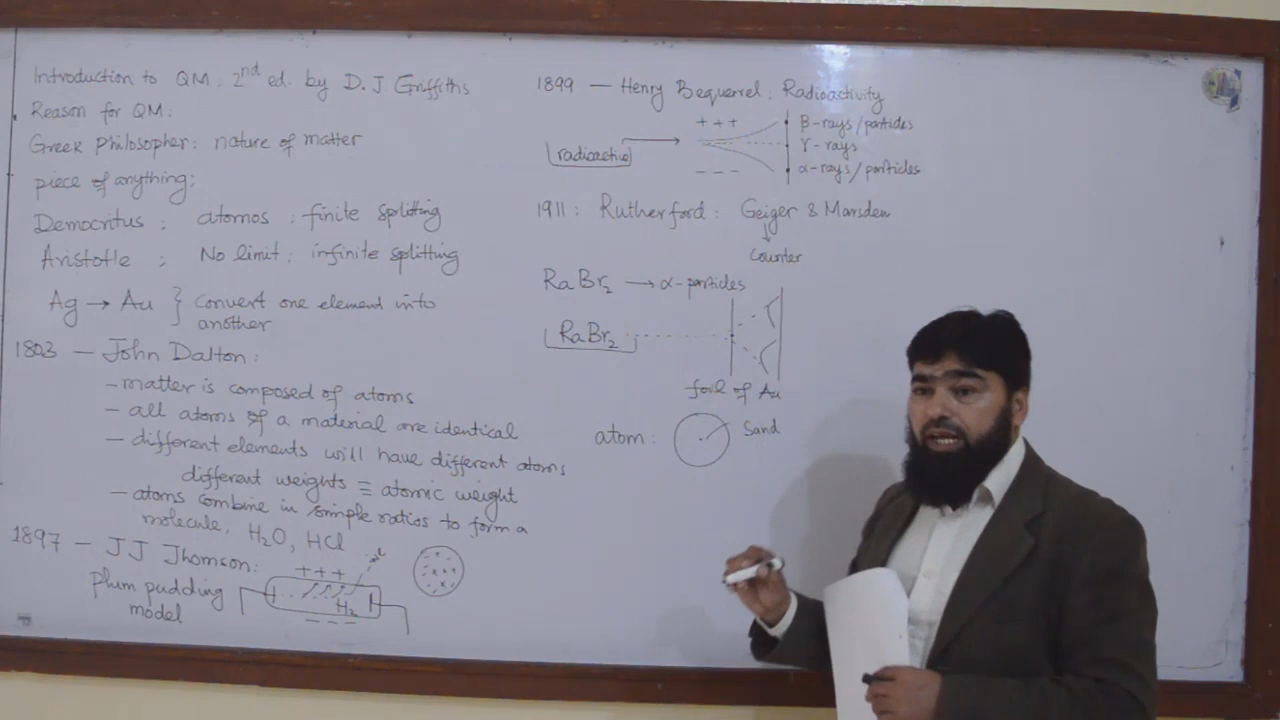 Introduction to QM: 2nd ed. by D. J Griffiths
Reason for QM:
Greek Philosopher: nature of matter
piece of anything:
Democritus: atomos: finite splitting
Aristotle: No limit: infinite splitting
Ag → Au } Convert one element into
another
1803 – John Dalton:
– matter is composed of atoms
– all atoms of a material are identical
– different elements will have different atoms
different weights ≡ atomic weight
– atoms combine in simple ratios to form a
molecule, H₂O, HCl
1897 – JJ Thomson:
Plum pudding
model
+ + +
H₂
– – –
1899 – Henry Bequerrel: Radioactivity
radioactive
+ + +
– – –
β-rays/particles
γ-rays
α-rays/particles
1911: Rutherford: Geiger & Marsden
Counter
RaBr₂ → α-particles
RaBr₂
foil of Au
atom:
Sand